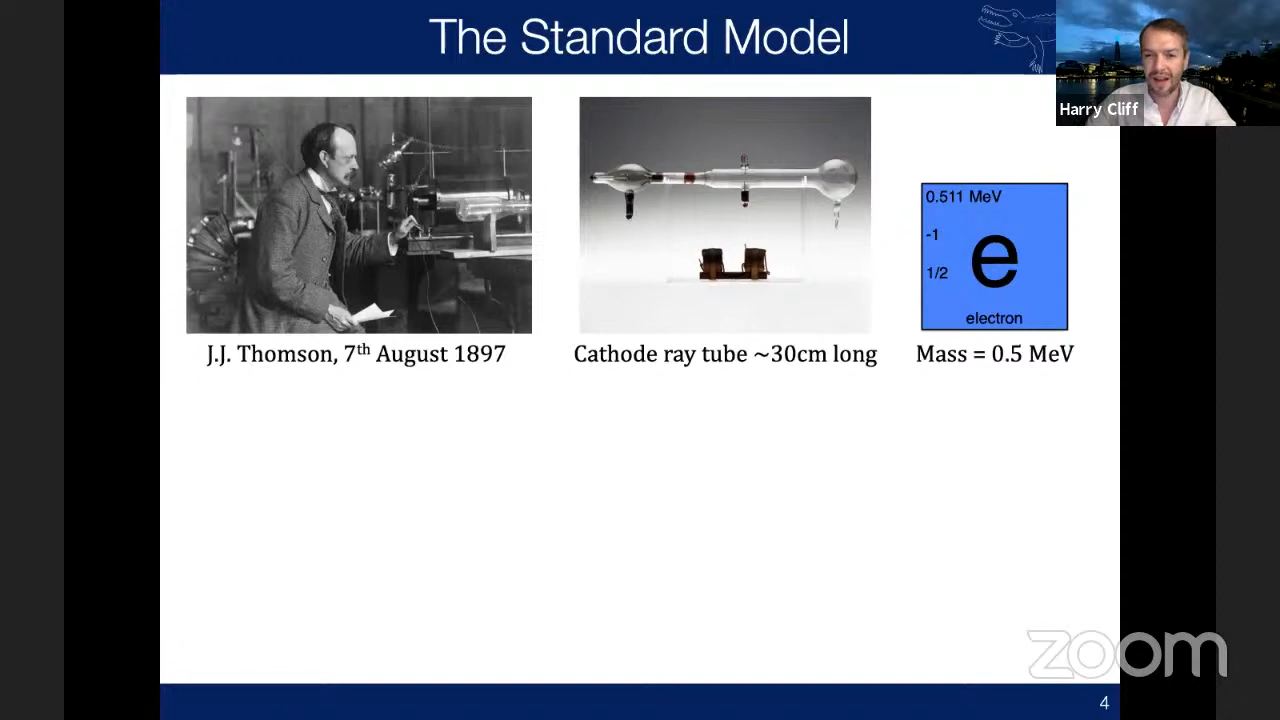 The Standard Model
Harry Cliff
0.511 MeV
-1
1/2
e
electron
J.J. Thomson, 7th August 1897
Cathode ray tube ~30cm long
Mass = 0.5 MeV
zoom
4